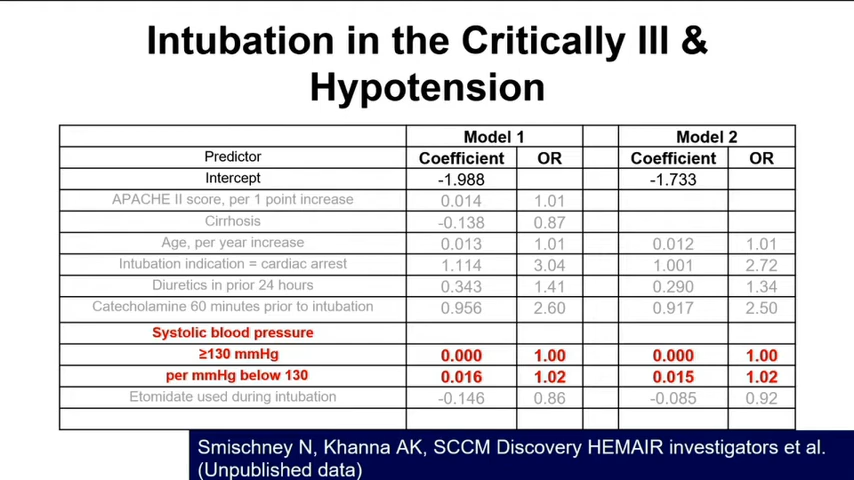 Intubation in the Critically Ill &
Hypotension
Model 1 Model 2
Predictor Coefficient OR Coefficient OR
Intercept -1.988 -1.733
APACHE II score, per 1 point increase 0.014 1.01
Cirrhosis -0.138 0.87
Age, per year increase 0.013 1.01 0.012 1.01
Intubation indication = cardiac arrest 1.114 3.04 1.001 2.72
Diuretics in prior 24 hours 0.343 1.41 0.290 1.34
Catecholamine 60 minutes prior to intubation 0.956 2.60 0.917 2.50
Systolic blood pressure
≥130 mmHg 0.000 1.00 0.000 1.00
per mmHg below 130 0.016 1.02 0.015 1.02
Etomidate used during intubation -0.146 0.86 -0.085 0.92
Smischney N, Khanna AK, SCCM Discovery HEMAIR investigators et al.
(Unpublished data)